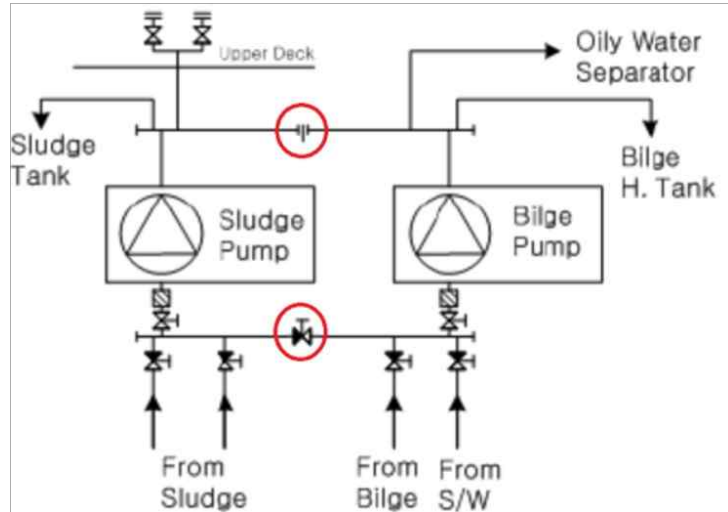 Upper Deck
Oily Water
Separator
Sludge
Tank
Bilge
H. Tank
Sludge
Pump
Bilge
Pump
From
Sludge
From
Bilge
From
S/W